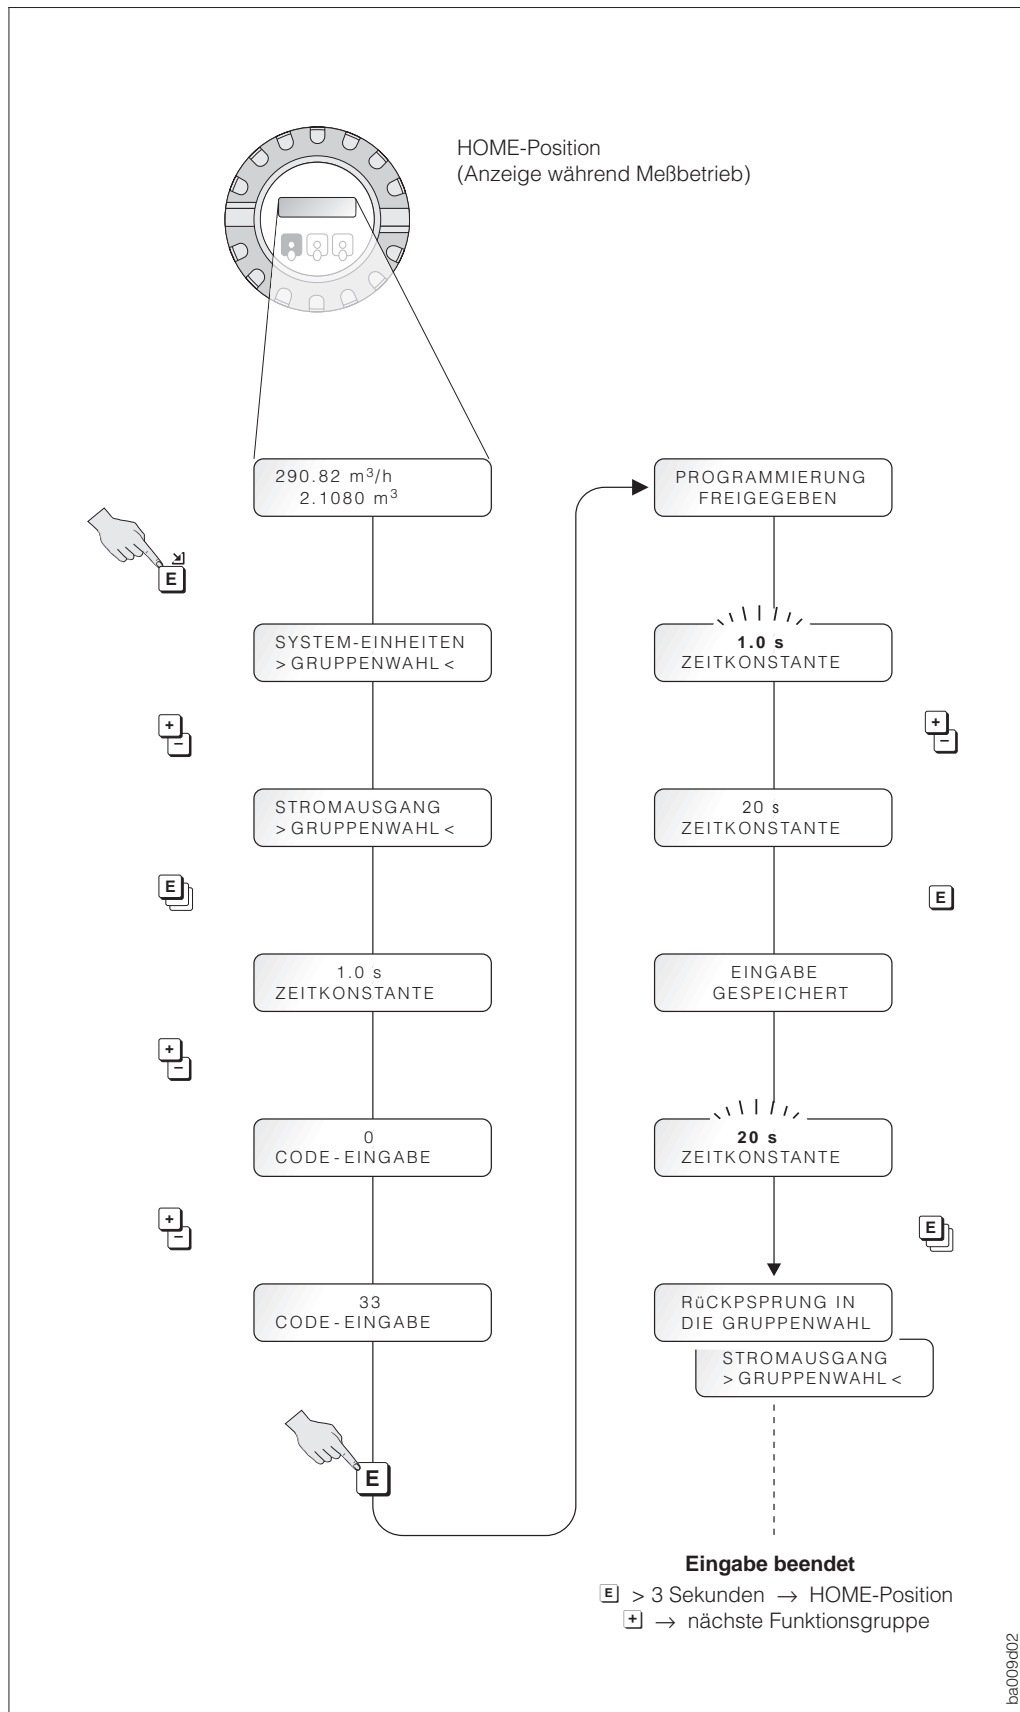 HOME-Position
(Anzeige während Meßbetrieb)
290.82 m³/h
2.1080 m³
E
SYSTEM-EINHEITEN
>GRUPPENWAHL<
+
–
STROMAUSGANG
>GRUPPENWAHL<
E
1.0 s
ZEITKONSTANTE
+
–
0
CODE-EINGABE
+
–
33
CODE-EINGABE
E
PROGRAMMIERUNG
FREIGEGEBEN
1.0 s
ZEITKONSTANTE
+
–
20 s
ZEITKONSTANTE
E
EINGABE
GESPEICHERT
20 s
ZEITKONSTANTE
E
RüCKPSPRUNG IN
DIE GRUPPENWAHL
STROMAUSGANG
>GRUPPENWAHL<
Eingabe beendet
E > 3 Sekunden → HOME-Position
+ → nächste Funktionsgruppe
ba009d02